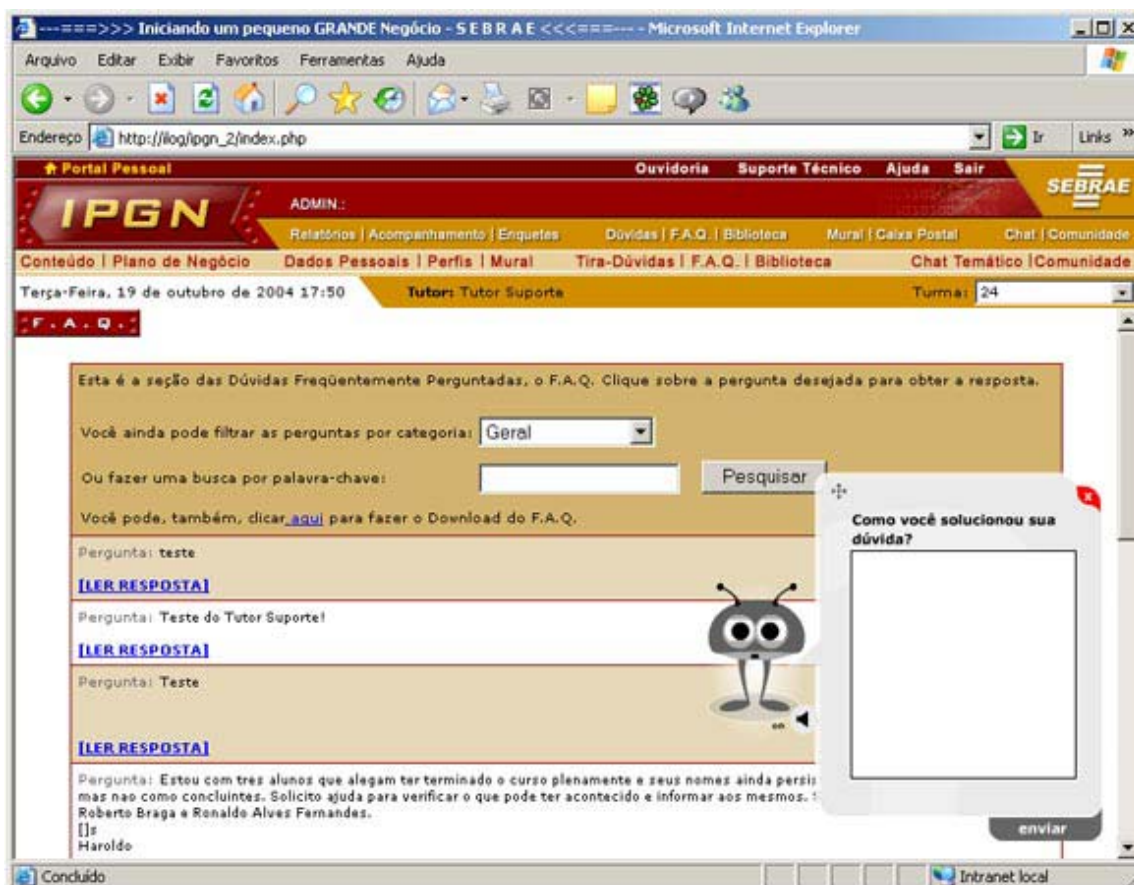 ---===>>> Iniciando um pequeno GRANDE Negócio - S E B R A E <<<===--- - Microsoft Internet Explorer
Arquivo Editar Exibir Favoritos Ferramentas Ajuda
Endereço http://ilog/ipgn_2/index.php Ir Links »
Portal Pessoal Ouvidoria Suporte Técnico Ajuda Sair
SEBRAE
IPGN ADMIN.:
Relatórios | Acompanhamento | Enquetes Dúvidas | F.A.Q. | Biblioteca Mural | Caixa Postal Chat | Comunidade
Conteúdo | Plano de Negócio Dados Pessoais | Perfis | Mural Tira-Dúvidas | F.A.Q. | Biblioteca Chat Temático |Comunidade
Terça-Feira, 19 de outubro de 2004 17:50 Tutor: Tutor Suporte Turma: 24
F.A.Q.
Esta é a seção das Dúvidas Freqüentemente Perguntadas, o F.A.Q. Clique sobre a pergunta desejada para obter a resposta.
Você ainda pode filtrar as perguntas por categoria: Geral
Ou fazer uma busca por palavra-chave: Pesquisar
Você pode, também, clicar aqui para fazer o Download do F.A.Q.
Pergunta: teste
[LER RESPOSTA]
Pergunta: Teste do Tutor Suporte!
[LER RESPOSTA]
Pergunta: Teste
[LER RESPOSTA]
Pergunta: Estou com tres alunos que alegam ter terminado o curso plenamente e seus nomes ainda persis
mas nao como concluintes. Solicito ajuda para verificar o que pode ter acontecido e informar aos mesmos.
Roberto Braga e Ronaldo Alves Fernandes.
[]s
Haroldo
x
Como você solucionou sua
dúvida?
enviar
Concluído Intranet local